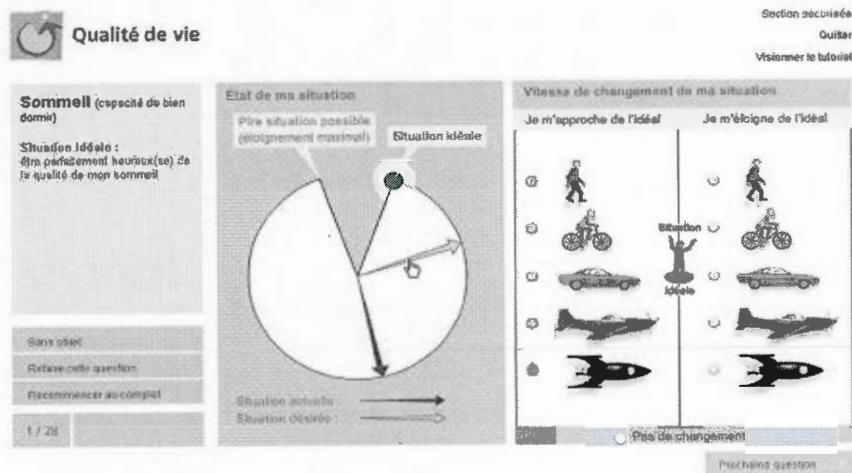 Qualité de vie
Section sécurisée
Quitter
Visionner le tutoriel
Sommeil (capacité de bien
dormir)
Situation idéale :
être parfaitement heureux(se) de
la qualité de mon sommeil
Sans objet
Refaire cette question
Recommencer au complet
1 / 28
Etat de ma situation
Pire situation possible
(éloignement maximal)
Situation idéale
Situation actuelle :
Situation désirée :
Vitesse de changement de ma situation
Je m'approche de l'idéal
Je m'éloigne de l'idéal
Situation
idéale
Pas de changement
Prochaine question